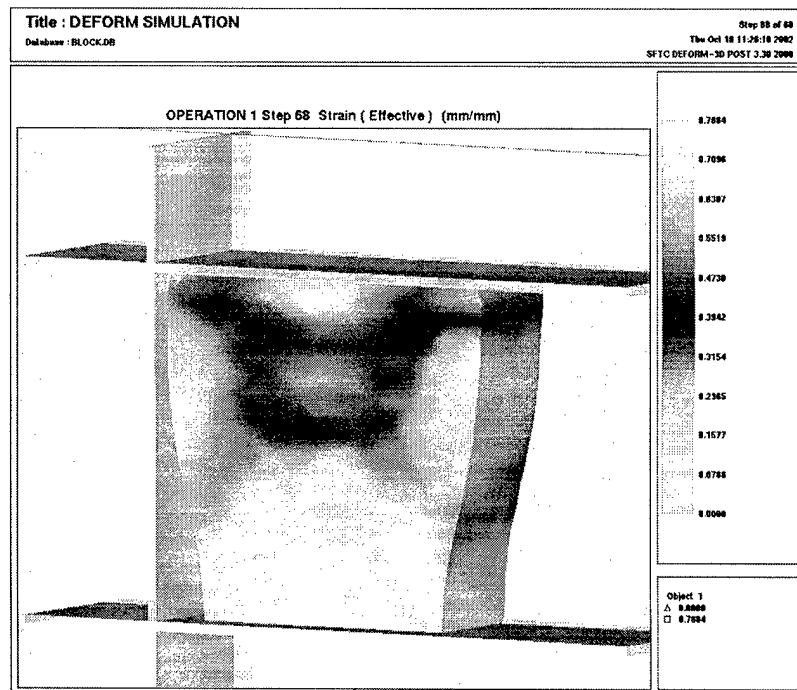 Title : DEFORM SIMULATION
Database : BLOCK.DB
Step 68 of 68
Thu Oct 10 11:26:10 2002
SFTC DEFORM-3D POST 3.30 2000
OPERATION 1 Step 68 Strain ( Effective ) (mm/mm)
0.7884
0.7096
0.6307
0.5519
0.4730
0.3942
0.3154
0.2365
0.1577
0.0788
0.0000
Object 1
△ 0.0000
□ 0.7884